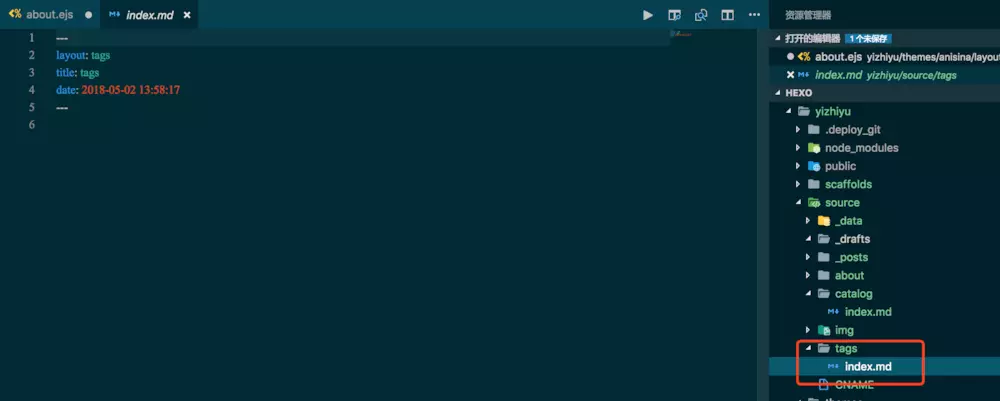 about.ejs
index.md
资源管理器
1
2
3
4
5
6
---
layout: tags
title: tags
date: 2018-05-02 13:58:17
---
打开的编辑器 1 个未保存
about.ejs yizhiyu/themes/anisina/layou
index.md yizhiyu/source/tags
HEXO
yizhiyu
.deploy_git
node_modules
public
scaffolds
source
_data
_drafts
_posts
about
catalog
index.md
img
tags
index.md
CNAME
themes